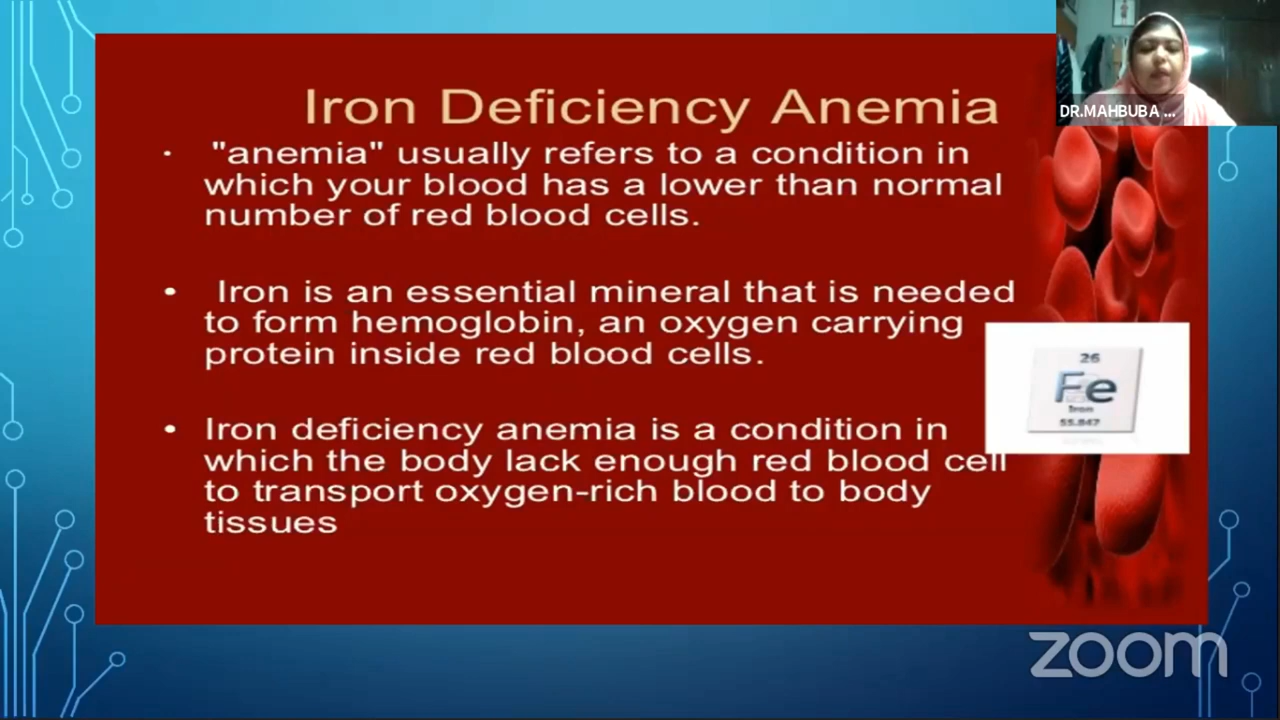 Iron Deficiency Anemia
• "anemia" usually refers to a condition in
which your blood has a lower than normal
number of red blood cells.
• Iron is an essential mineral that is needed
to form hemoglobin, an oxygen carrying
protein inside red blood cells.
• Iron deficiency anemia is a condition in
which the body lack enough red blood cell
to transport oxygen-rich blood to body
tissues
DR.MAHBUBA ...
26
Fe
Iron
55.847
zoom